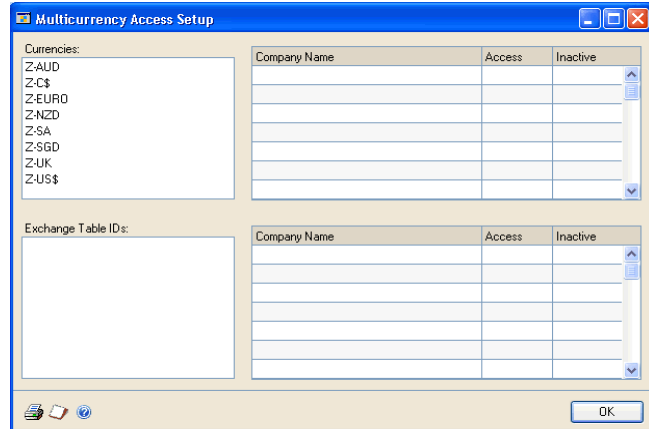 Multicurrency Access Setup
Currencies:
Company Name Access Inactive
Z-AUD
Z-C$
Z-EURO
Z-NZD
Z-SA
Z-SGD
Z-UK
Z-US$
Exchange Table IDs:
Company Name Access Inactive
OK